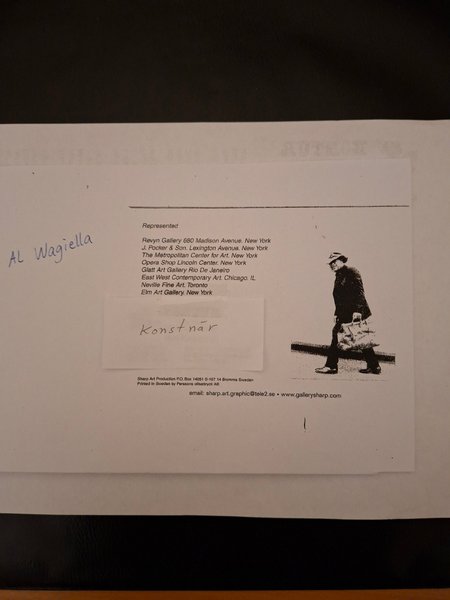 AL Wagiella
Represented
Revyn Gallery 680 Madison Avenue. New York
J. Pocker & Son. Lexington Avenue. New York
The Metropolitan Center for Art. New York
Opera Shop Lincoln Center. New York
Glatt Art Gallery Rio De Janeiro
East West Contemporary Art. Chicago. IL
Neville Fine Art. Toronto
Elm Art Gallery. New York
Konstnär
Sharp Art Production P.O. Box 14051 S-167 14 Bromma Sweden
Printed in Sweden by Perssons offsettryck AB
email: sharp.art.graphic@tele2.se • www.gallerysharp.com